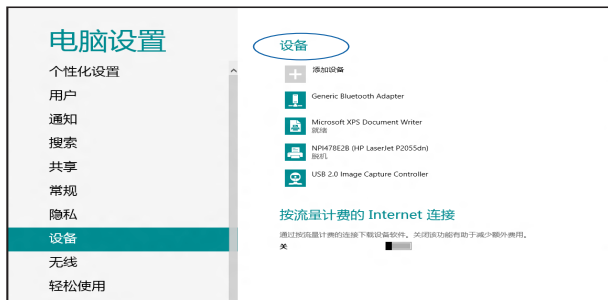 电脑设置
个性化设置
用户
通知
搜索
共享
常规
隐私
设备
无线
轻松使用
设备
添加设备
Generic Bluetooth Adapter
Microsoft XPS Document Writer
就绪
NPI478E2B (HP LaserJet P2055dn)
脱机
USB 2.0 Image Capture Controller
按流量计费的 Internet 连接
通过按流量计费的连接下载设备软件。关闭该功能有助于减少额外费用。
关